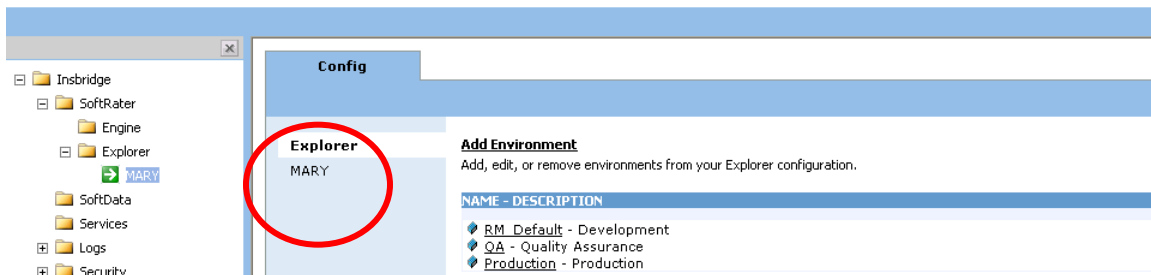 Insbridge
SoftRater
Engine
Explorer
MARY
SoftData
Services
Logs
Security
Config
Explorer
MARY
Add Environment
Add, edit, or remove environments from your Explorer configuration.
NAME - DESCRIPTION
RM_Default - Development
QA - Quality Assurance
Production - Production